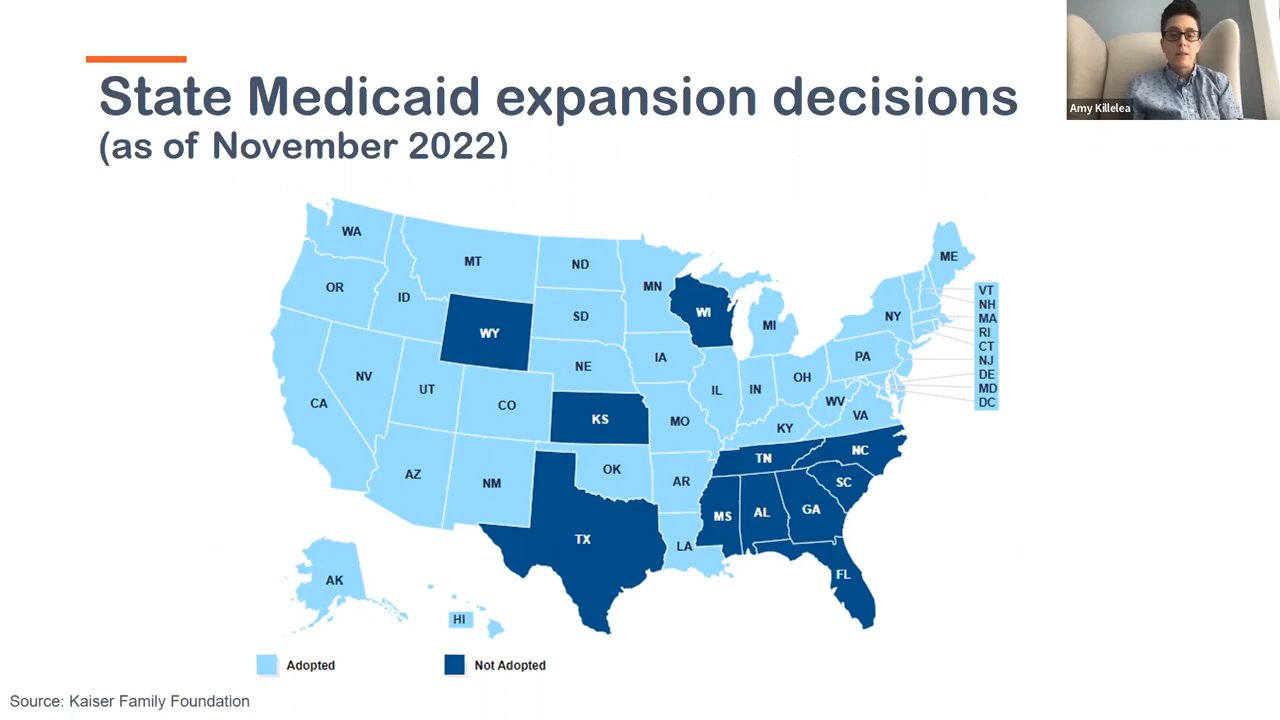 State Medicaid expansion decisions
(as of November 2022)
Amy Killelea
WA
MT
ND
MN
ME
OR
ID
SD
WI
MI
NY
VT
NH
MA
RI
CT
NJ
DE
MD
DC
WY
NE
IA
PA
NV
UT
CO
IL
IN
OH
WV
VA
CA
KS
MO
KY
AZ
NM
OK
AR
TN
NC
SC
MS
AL
GA
TX
LA
FL
AK
HI
Adopted
Not Adopted
Source: Kaiser Family Foundation